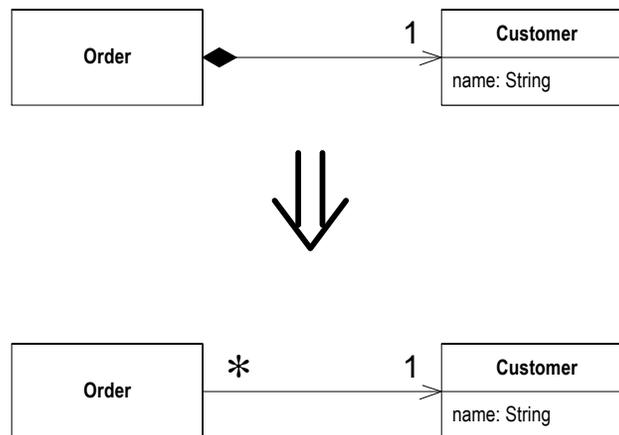 Order 1 Customer
name: String
Order * 1 Customer
name: String